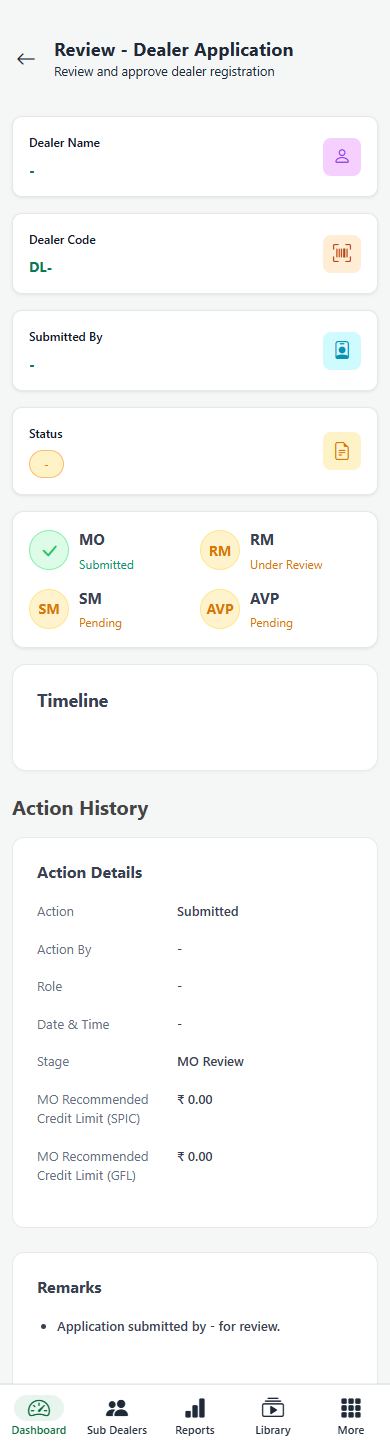 Review - Dealer Application
Review and approve dealer registration
Dealer Name
-
Dealer Code
DL-
Submitted By
-
Status
-
MO
Submitted
RM
RM
Under Review
SM
SM
Pending
AVP
AVP
Pending
Timeline
Action History
Action Details
Action Submitted
Action By -
Role -
Date & Time -
Stage MO Review
MO Recommended
Credit Limit (SPIC) ₹ 0.00
MO Recommended
Credit Limit (GFL) ₹ 0.00
Remarks
• Application submitted by - for review.
Dashboard Sub Dealers Reports Library More